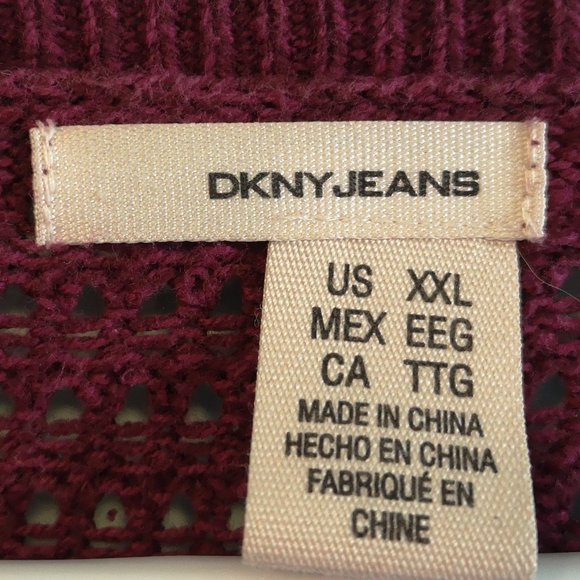 DKNYJEANS
US XXL
MEX EEG
CA TTG
MADE IN CHINA
HECHO EN CHINA
FABRIQUÉ EN
CHINE